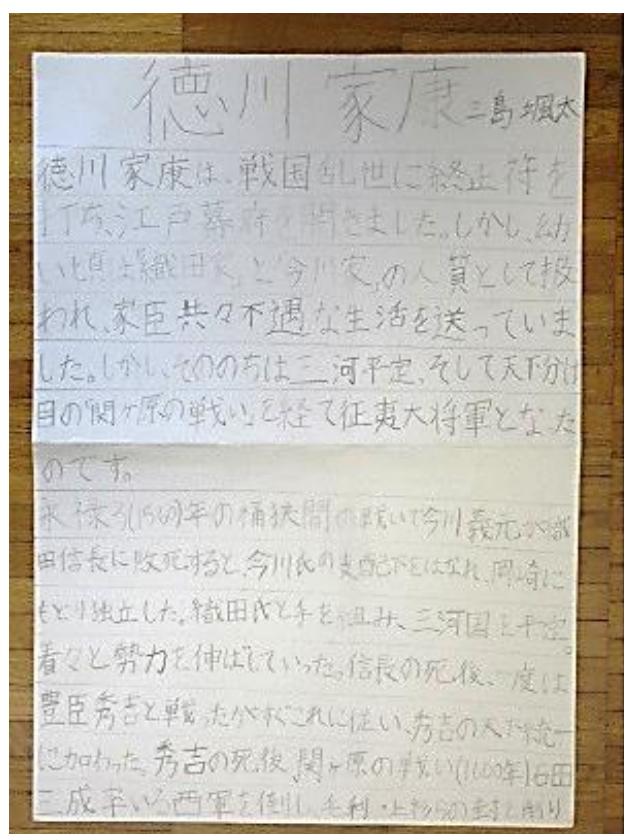 徳川家康 三島颯太
徳川家康は、戦国乱世に終止符を
打ち、江戸幕府を開きました。しかし、幼
い頃は「織田家」と「今川家」の人質として扱
われ、家臣共々不遇な生活を送っていま
した。しかし、そののちは三河平定、そして天下分け
目の「関ヶ原の戦い」を経て征夷大将軍となった
のです。
永禄3(1560)年の桶狭間の戦いで今川義元が織
田信長に敗死すると、今川氏の支配下をはなれ、岡崎に
もどり独立した。織田氏と手を組み、三河国を平定。
着々と勢力を伸ばしていった。信長の死後、一度は
豊臣秀吉と戦ったがすぐこれに従い、秀吉の天下統一
に加わった。秀吉の死後、関ヶ原の戦い(1600年)石田
三成率いる西軍を倒し、毛利・上杉らの封を削り